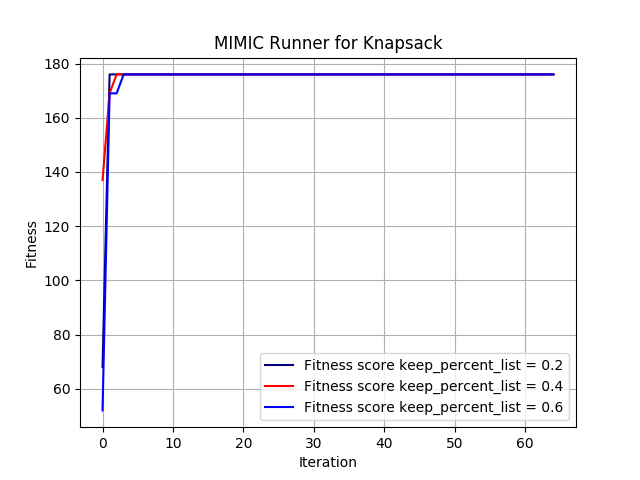 MIMIC Runner for Knapsack
180
160
140
120
100
80
60
Fitness
Fitness score keep_percent_list = 0.2
Fitness score keep_percent_list = 0.4
Fitness score keep_percent_list = 0.6
0 10 20 30 40 50 60
Iteration